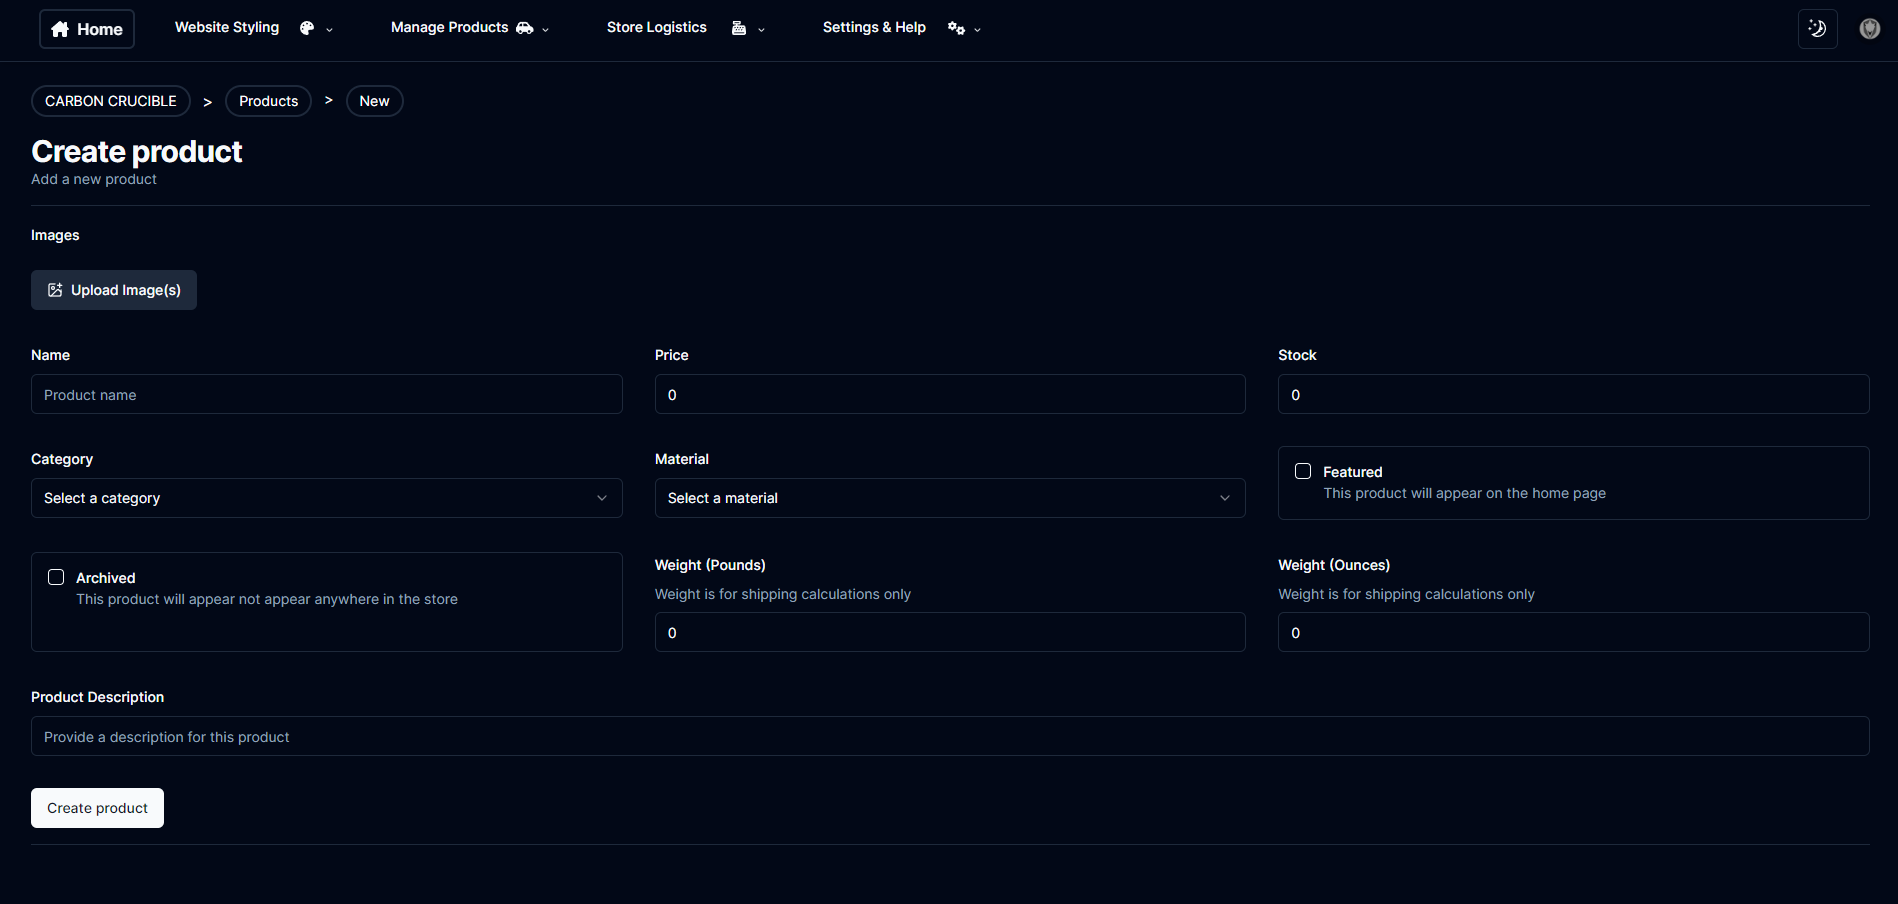 Home
Website Styling
Manage Products
Store Logistics
Settings & Help
CARBON CRUCIBLE > Products > New
Create product
Add a new product
Images
Upload Image(s)
Name
Product name
Price
0
Stock
0
Category
Select a category
Material
Select a material
Featured
This product will appear on the home page
Archived
This product will appear not appear anywhere in the store
Weight (Pounds)
Weight is for shipping calculations only
0
Weight (Ounces)
Weight is for shipping calculations only
0
Product Description
Provide a description for this product
Create product